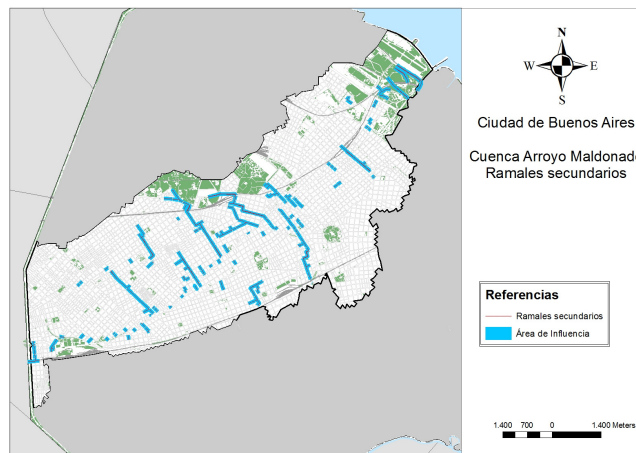 N
W E
S
Ciudad de Buenos Aires
Cuenca Arroyo Maldonado
Ramales secundarios
Referencias
Ramales secundarios
Área de Influencia
1.400 700 0 1.400 Meters